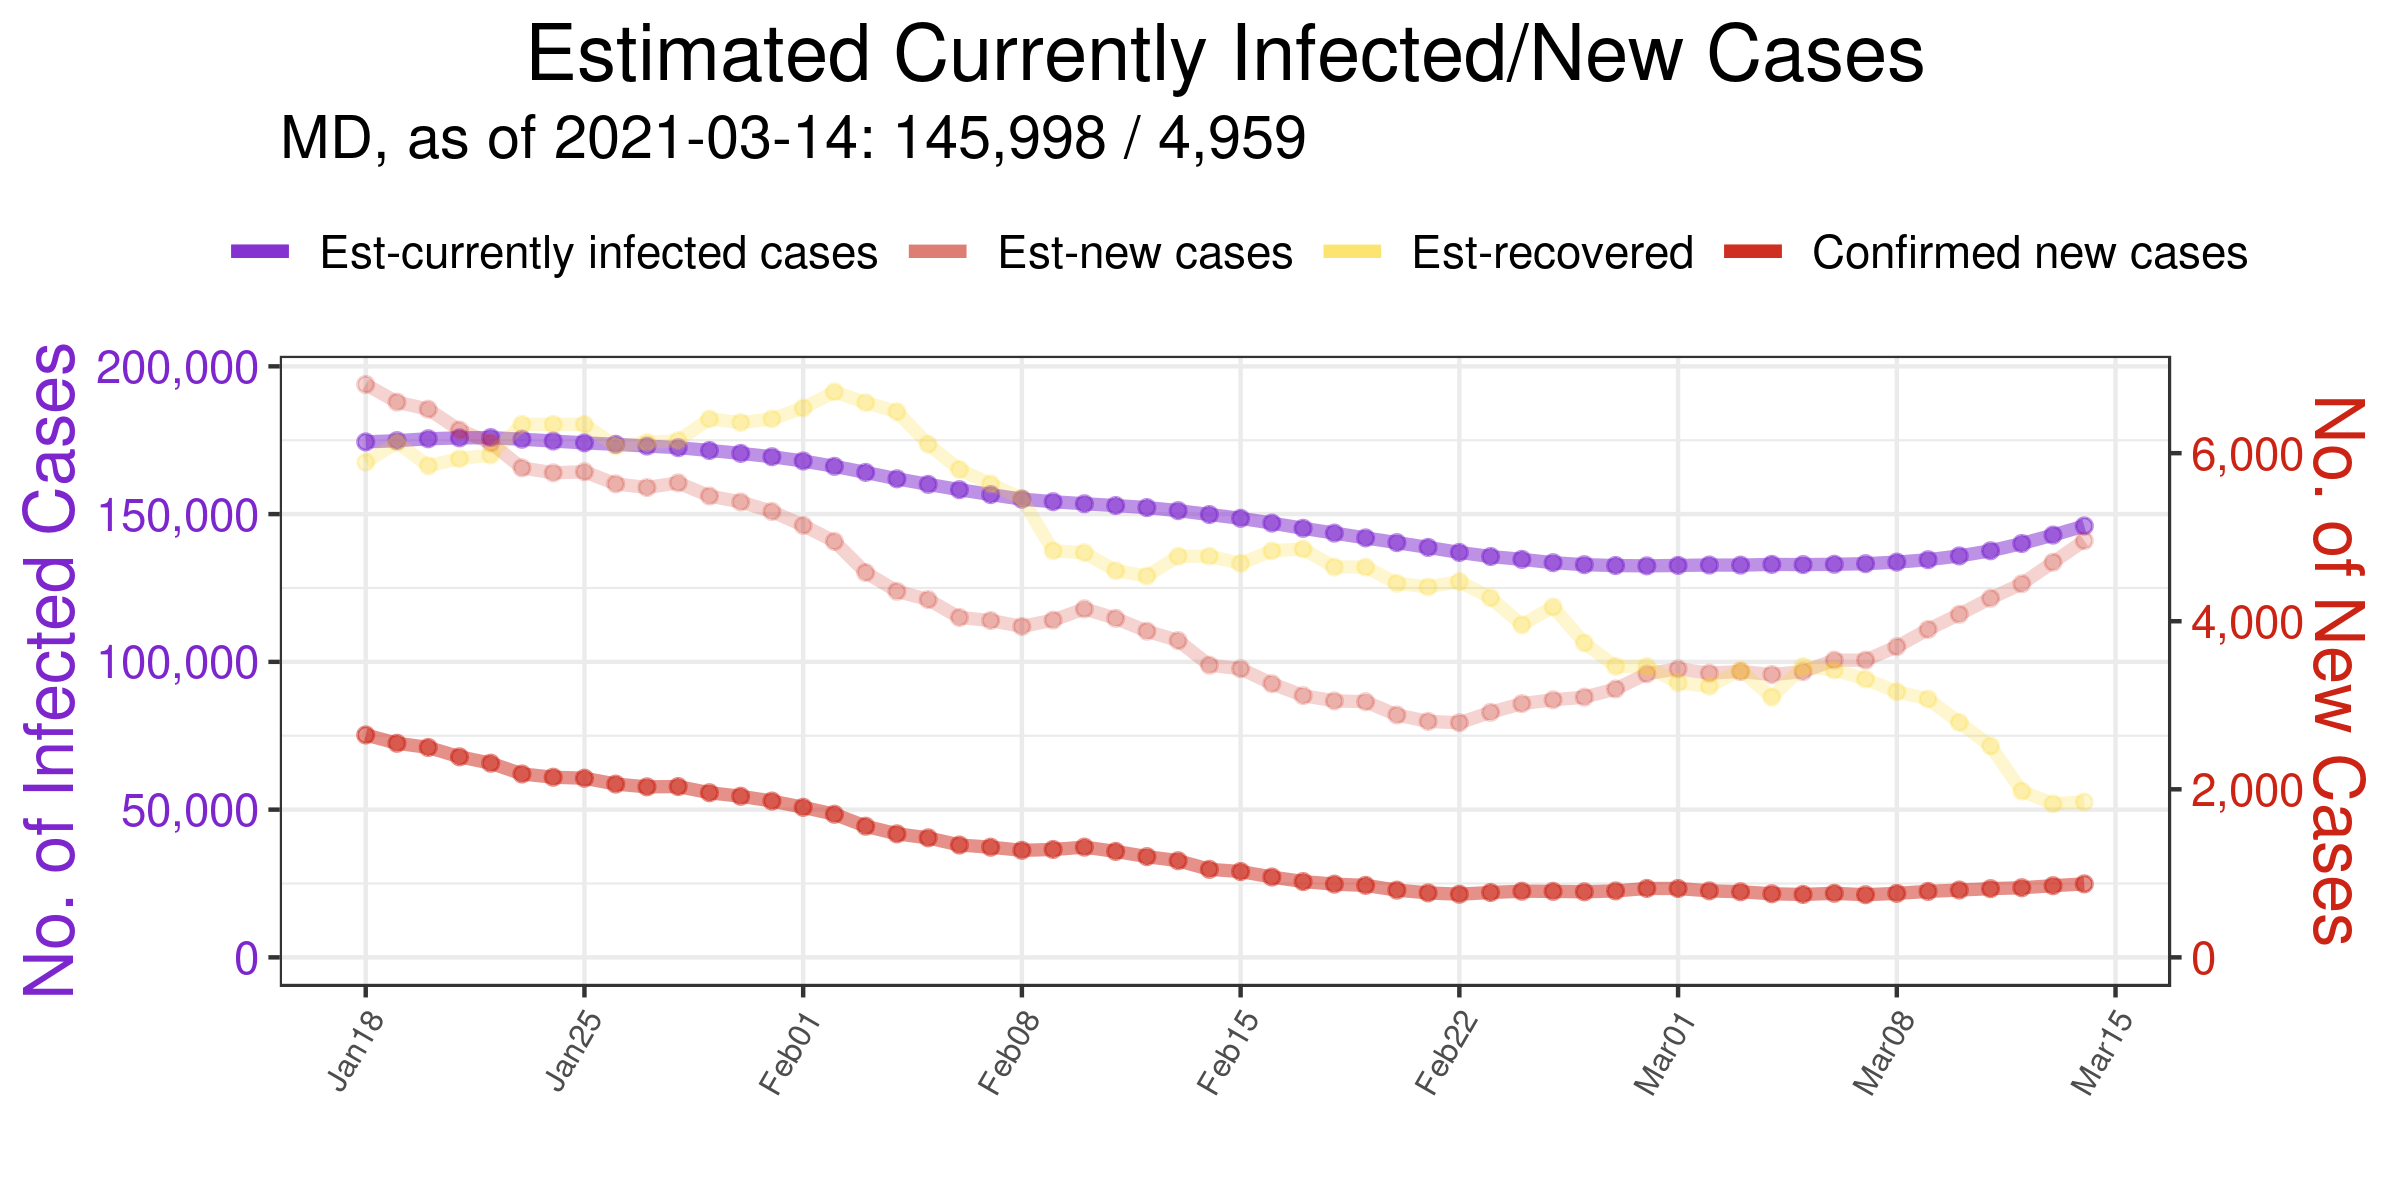 Estimated Currently Infected/New Cases
MD, as of 2021-03-14: 145,998 / 4,959
Est-currently infected cases Est-new cases Est-recovered Confirmed new cases
No. of Infected Cases
200,000
150,000
100,000
50,000
0
No. of New Cases
6,000
4,000
2,000
0
Jan18 Jan25 Feb01 Feb08 Feb15 Feb22 Mar01 Mar08 Mar15